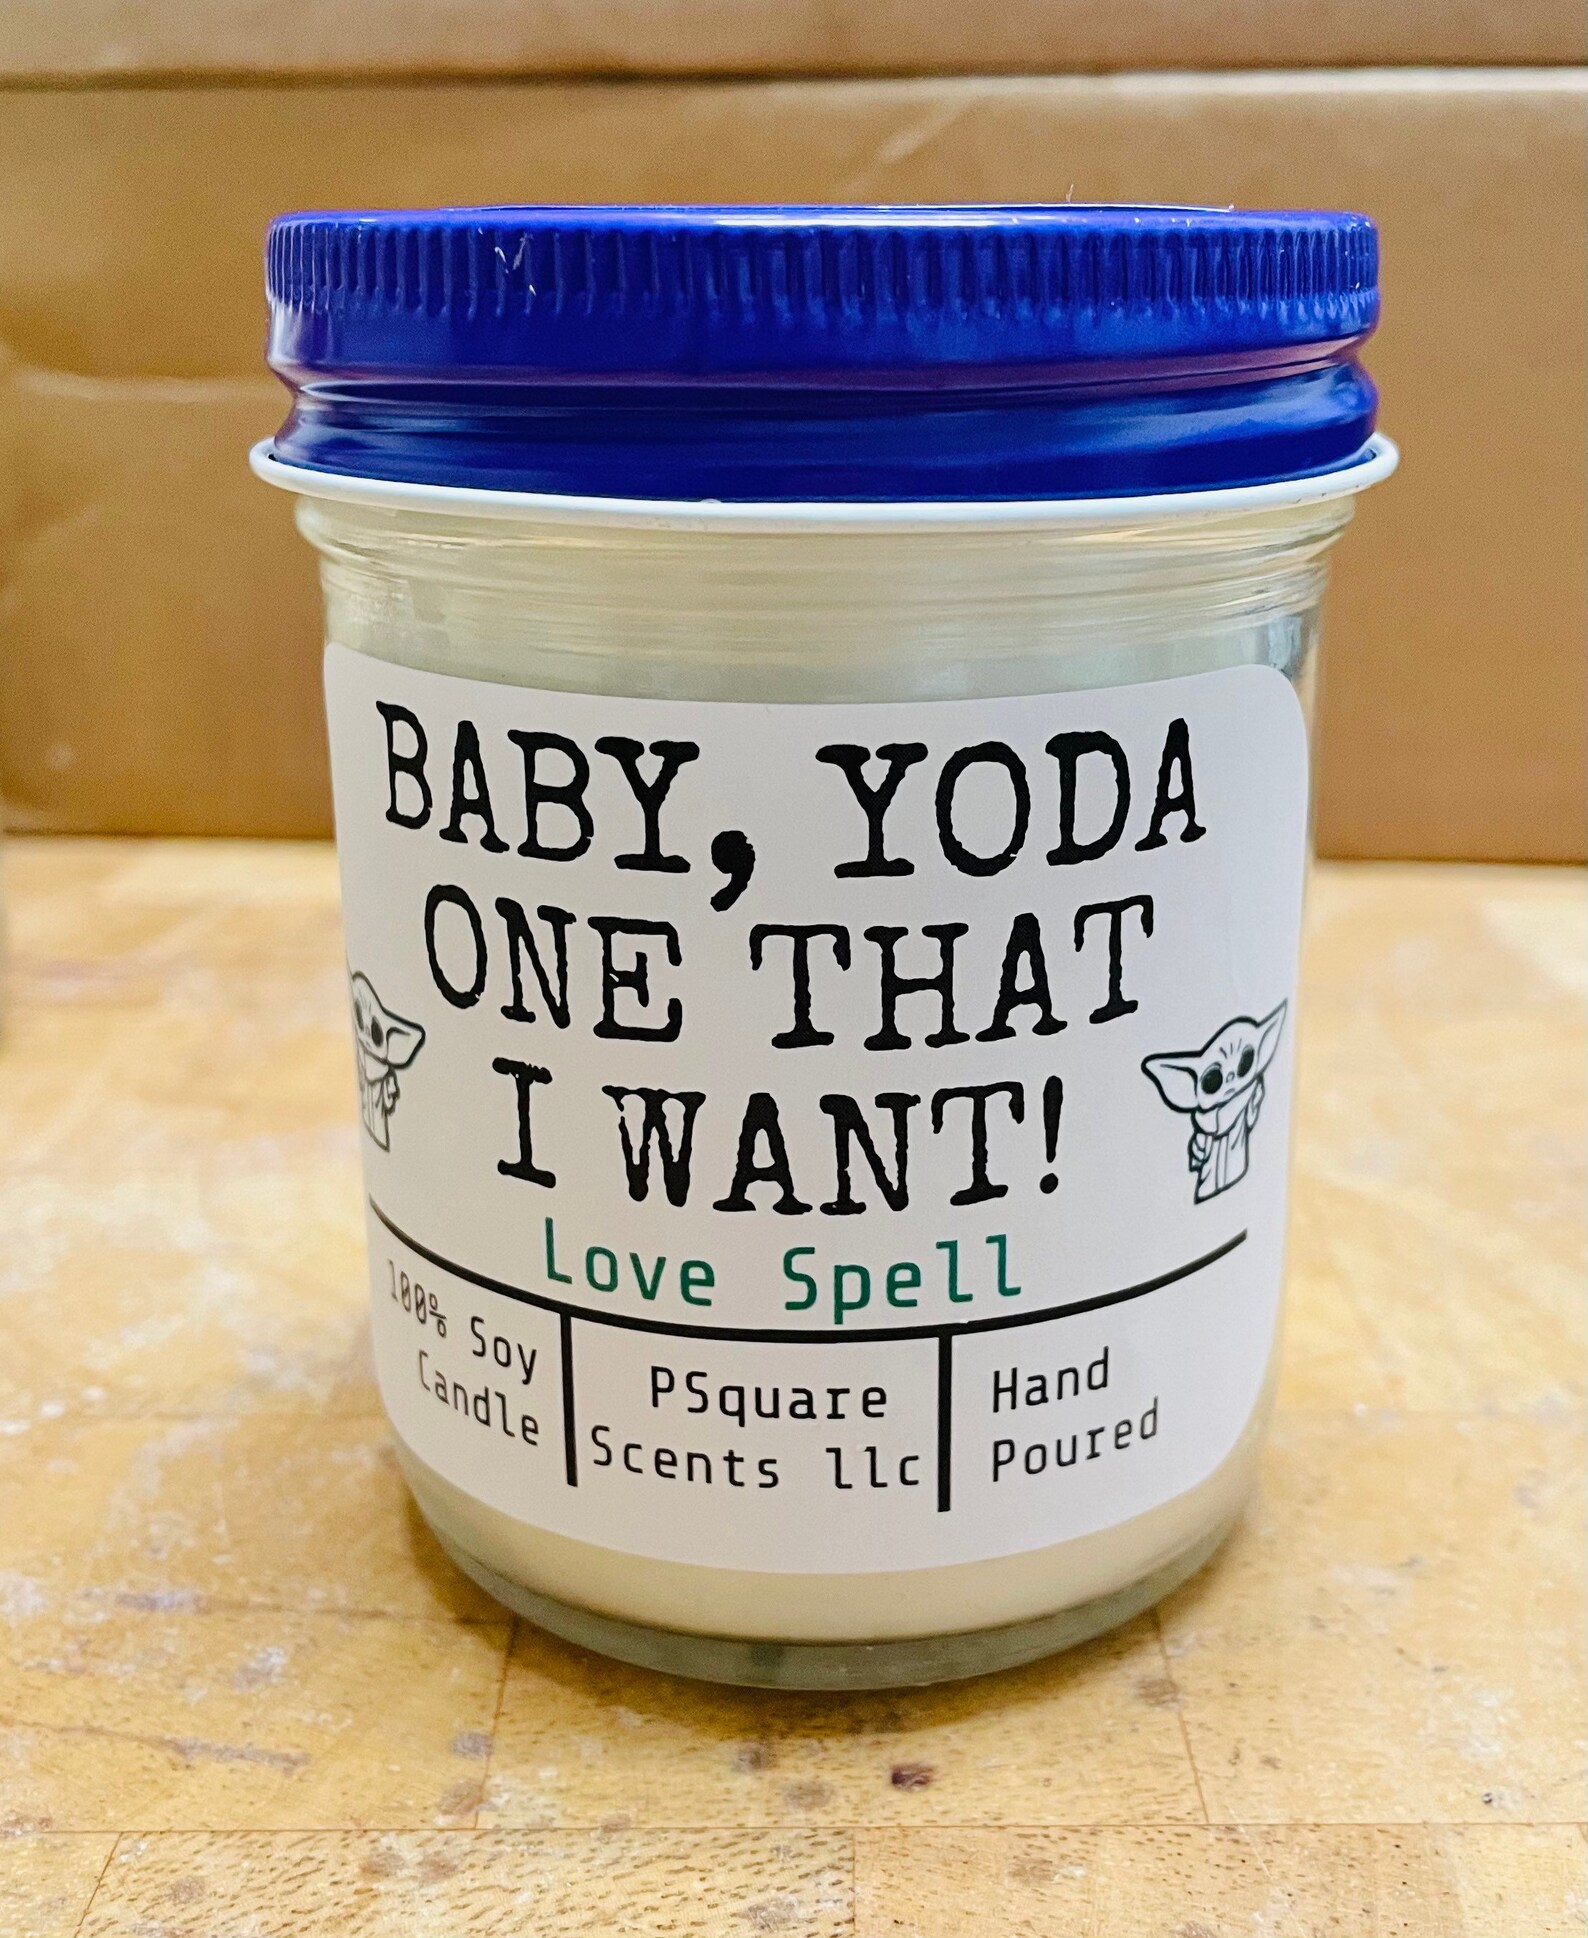 BABY, YODA
ONE THAT
I WANT!
Love Spell
100% Soy
Candle
PSquare
Scents llc
Hand
Poured